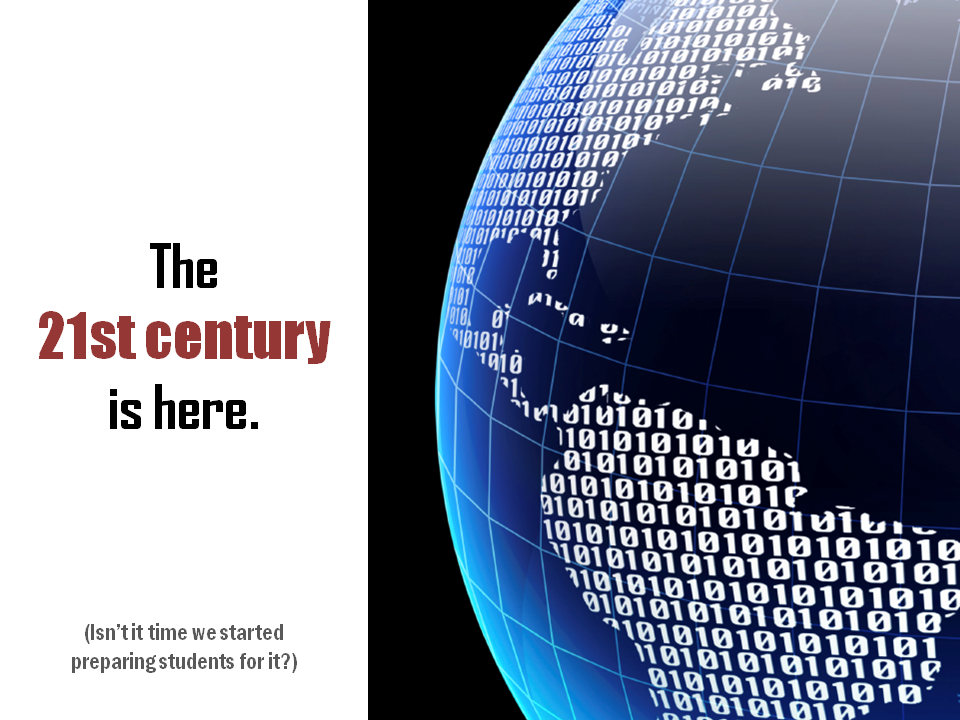 The
21st century
is here.
(Isn't it time we started
preparing students for it?)